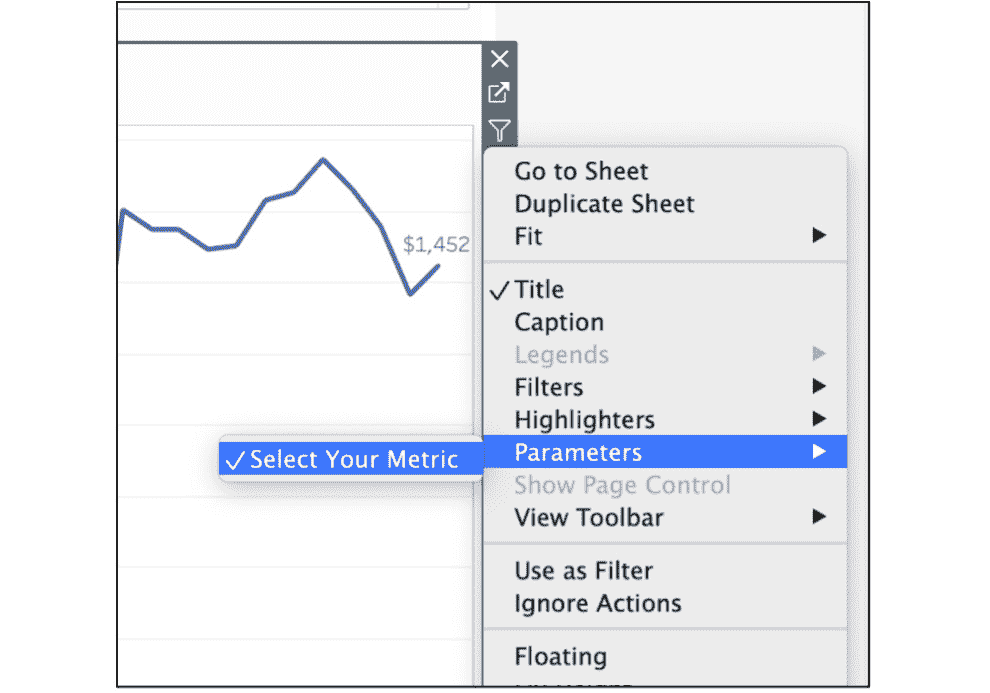 Go to Sheet
Duplicate Sheet
Fit
$1,452
Title
Caption
Legends
Filters
Highlighters
Parameters
Select Your Metric
Show Page Control
View Toolbar
Use as Filter
Ignore Actions
Floating